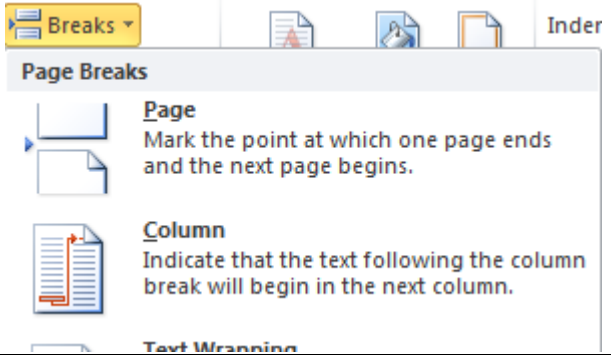 Breaks
Inden
Page Breaks
Page
Mark the point at which one page ends
and the next page begins.
Column
Indicate that the text following the column
break will begin in the next column.
Text Wrapping